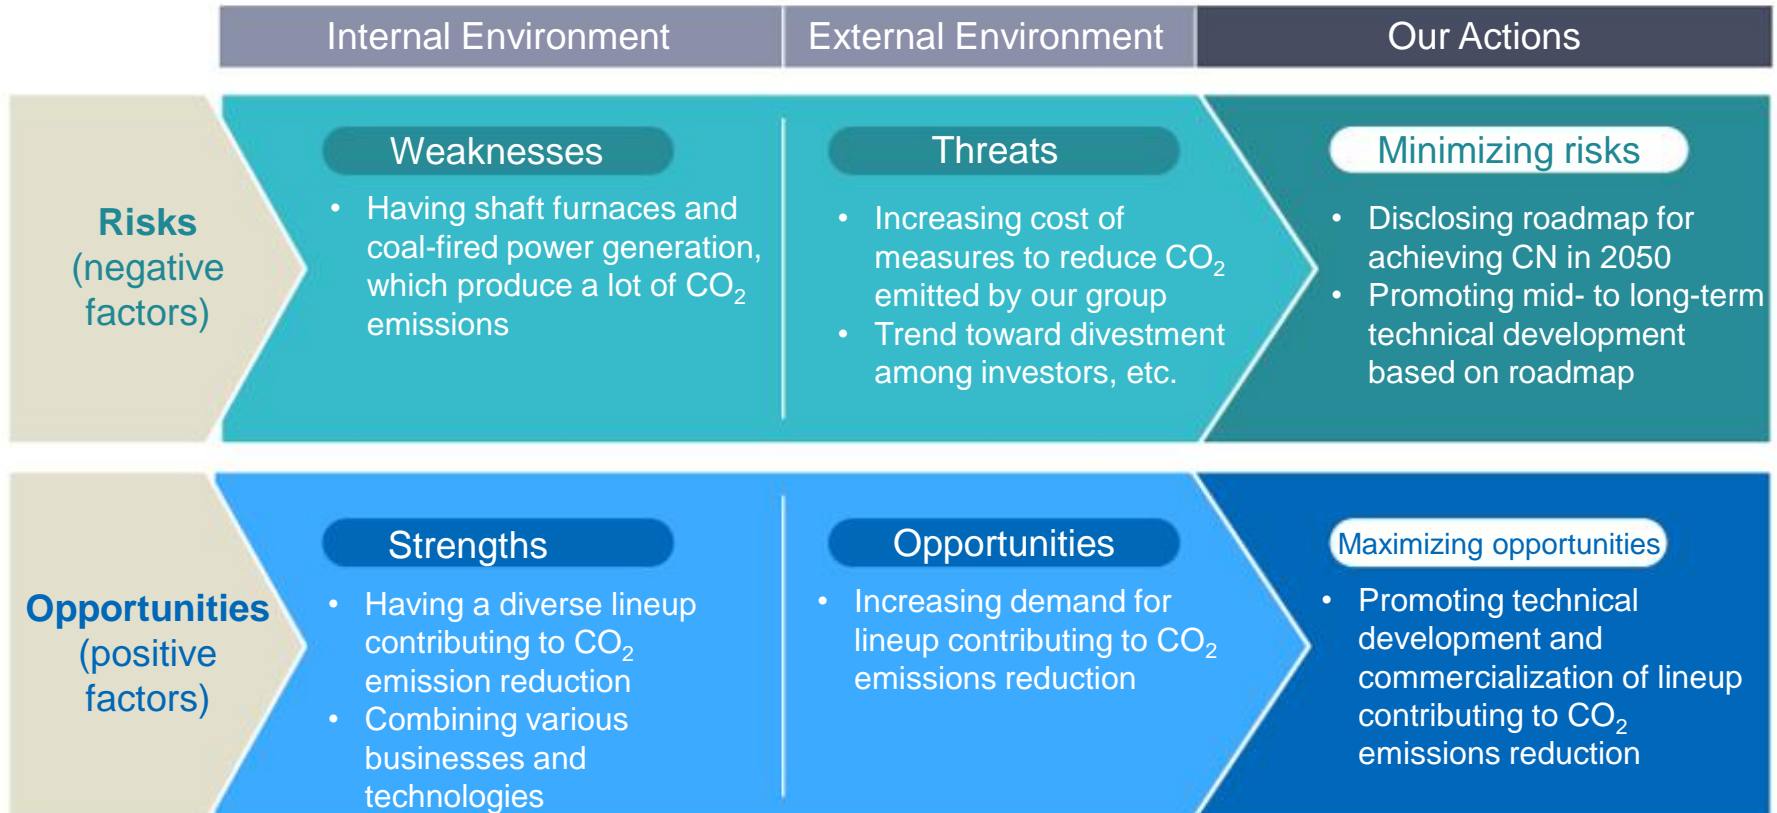 Internal Environment
External Environment
Our Actions
Risks
(negative
factors)
Weaknesses
• Having shaft furnaces and
coal-fired power generation,
which produce a lot of CO₂
emissions
Threats
• Increasing cost of
measures to reduce CO₂
emitted by our group
• Trend toward divestment
among investors, etc.
Minimizing risks
• Disclosing roadmap for
achieving CN in 2050
• Promoting mid- to long-term
technical development
based on roadmap
Opportunities
(positive
factors)
Strengths
• Having a diverse lineup
contributing to CO₂
emission reduction
• Combining various
businesses and
technologies
Opportunities
• Increasing demand for
lineup contributing to CO₂
emissions reduction
Maximizing opportunities
• Promoting technical
development and
commercialization of lineup
contributing to CO₂
emissions reduction